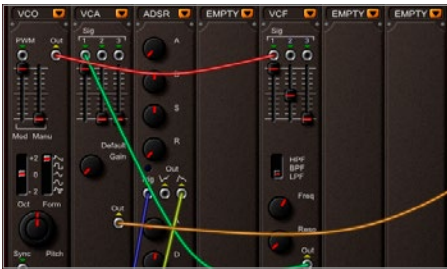 VCO
VCA
ADSR
EMPTY
VCF
EMPTY
EMPTY
PWM Out
Sig
1 2 3
A
D
S
R
Sig
1 2 3
Mod Manu
Default
Gain
+2
0
-2
Oct Form
Trig
Out
HPF
BPF
LPF
Freq
Reso
Out
Out
Sync Pitch
D